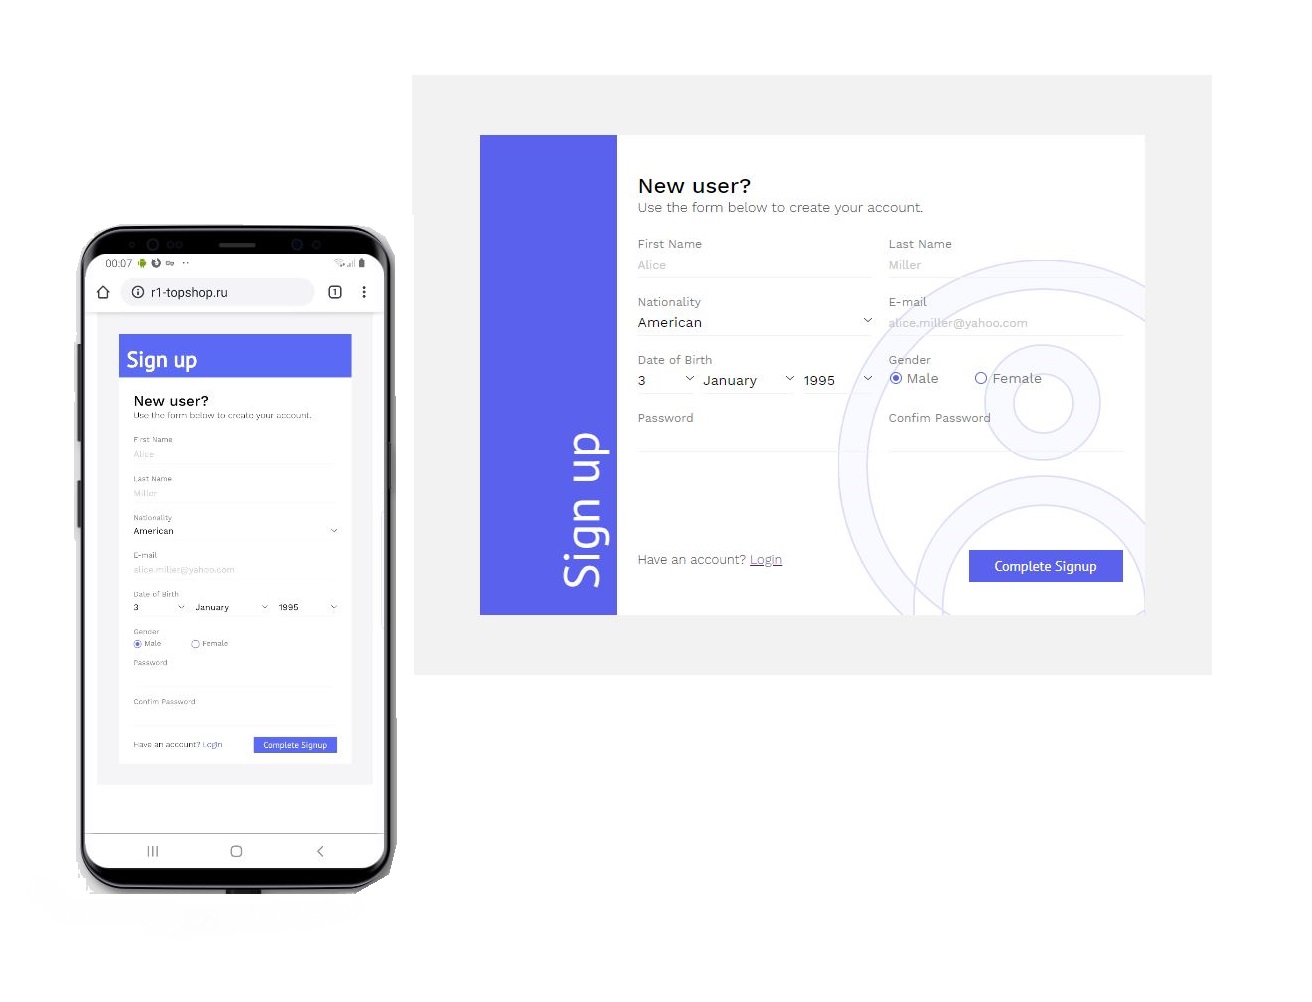 00:07
r1-topshop.ru
1
Sign up
New user?
Use the form below to create your account.
First Name
Alice
Last Name
Miller
Nationality
American
E-mail
alice.miller@yahoo.com
Date of Birth
3 January 1995
Gender
Male Female
Password
Confim Password
Have an account? Login Complete Signup
Sign up
New user?
Use the form below to create your account.
First Name Last Name
Alice Miller
Nationality E-mail
American alice.miller@yahoo.com
Date of Birth Gender
3 January 1995 Male Female
Password Confim Password
Have an account? Login Complete Signup